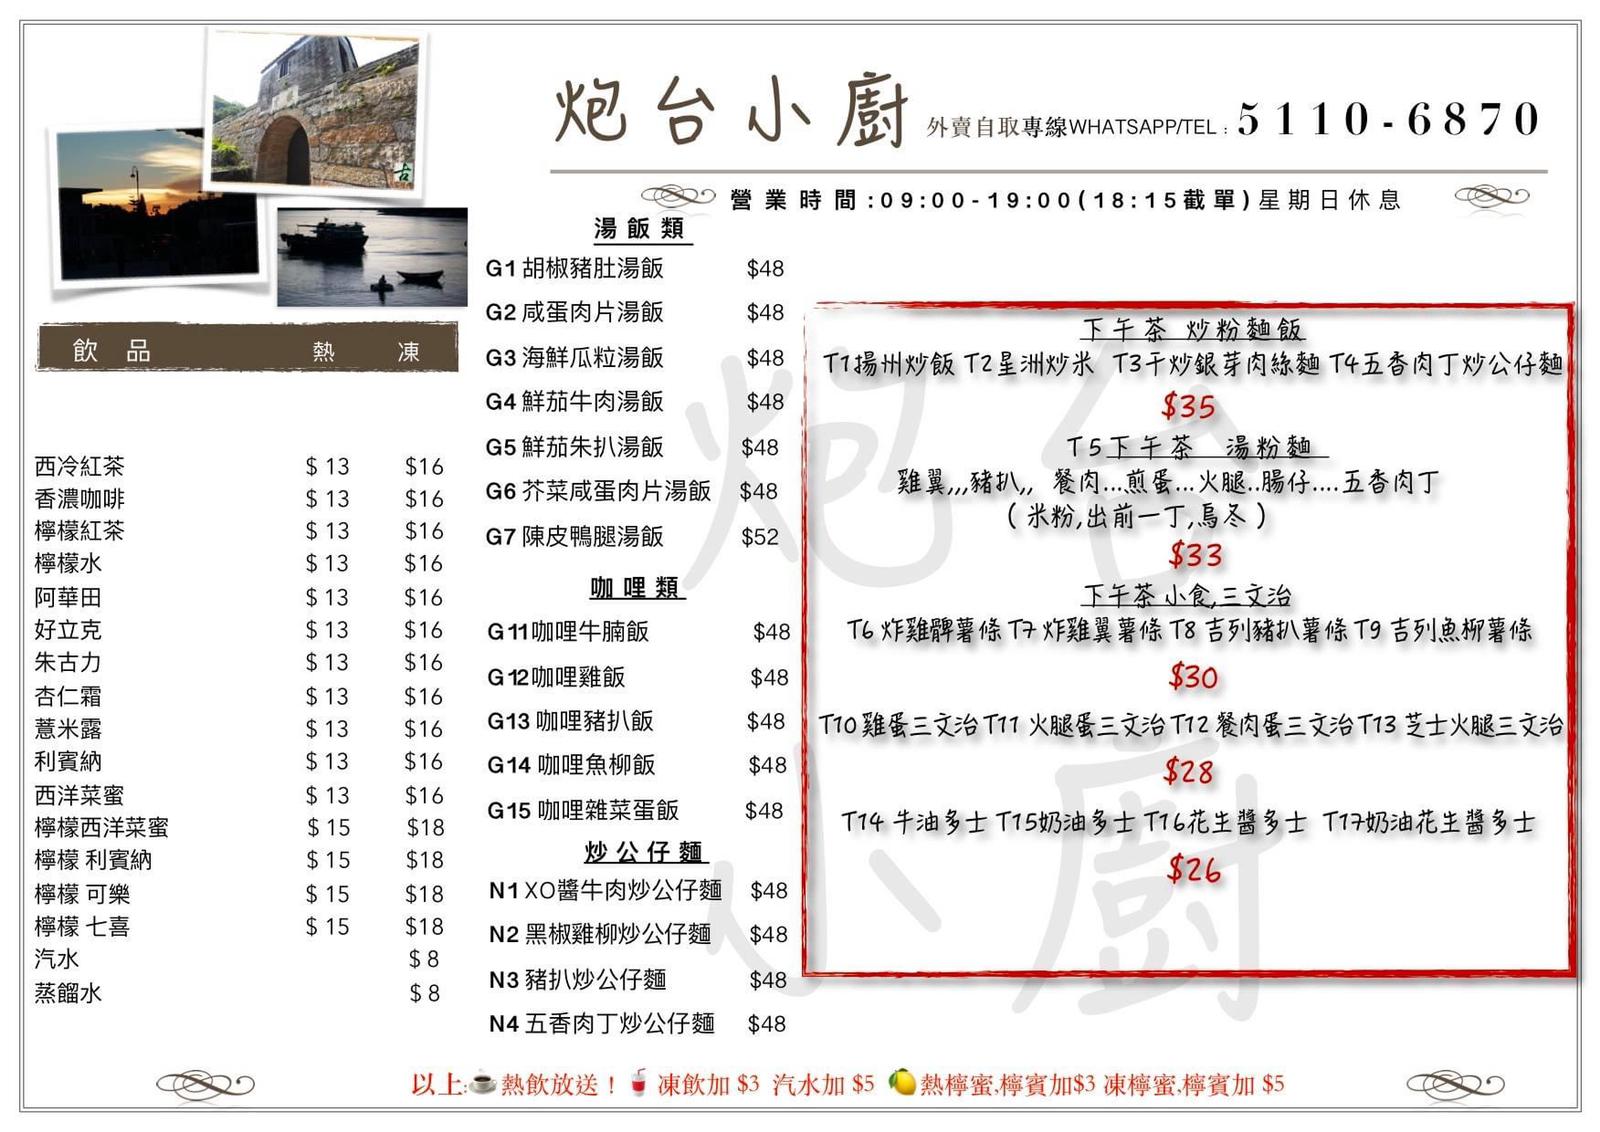 炮台小廚 外賣自取專線WHATSAPP/TEL : 5110-6870
營業時間:09:00-19:00(18:15截單)星期日休息
古
飲品 熱 凍
西冷紅茶 $ 13 $16
香濃咖啡 $ 13 $16
檸檬紅茶 $ 13 $16
檸檬水 $ 13 $16
阿華田 $ 13 $16
好立克 $ 13 $16
朱古力 $ 13 $16
杏仁霜 $ 13 $16
薏米露 $ 13 $16
利賓納 $ 13 $16
西洋菜蜜 $ 13 $16
檸檬西洋菜蜜 $ 15 $18
檸檬 利賓納 $ 15 $18
檸檬 可樂 $ 15 $18
檸檬 七喜 $ 15 $18
汽水 $ 8
蒸餾水 $ 8
湯飯類
G1 胡椒豬肚湯飯 $48
G2 咸蛋肉片湯飯 $48
G3 海鮮瓜粒湯飯 $48
G4 鮮茄牛肉湯飯 $48
G5 鮮茄朱扒湯飯 $48
G6 芥菜咸蛋肉片湯飯 $48
G7 陳皮鴨腿湯飯 $52
咖哩類
G11咖哩牛腩飯 $48
G12咖哩雞飯 $48
G13 咖哩豬扒飯 $48
G14 咖哩魚柳飯 $48
G15 咖哩雜菜蛋飯 $48
炒公仔麵
N1 XO醬牛肉炒公仔麵 $48
N2 黑椒雞柳炒公仔麵 $48
N3 豬扒炒公仔麵 $48
N4 五香肉丁炒公仔麵 $48
下午茶 炒粉麵飯
T1揚州炒飯 T2星洲炒米 T3干炒銀芽肉絲麵 T4五香肉丁炒公仔麵
$35
T5下午茶 湯粉麵
雞翼,,,豬扒,, 餐肉...煎蛋...火腿..腸仔....五香肉丁
( 米粉,出前一丁,烏冬 )
$33
下午茶 小食,三文治
T6 炸雞髀薯條 T7 炸雞翼薯條 T8 吉列豬扒薯條 T9 吉列魚柳薯條
$30
T10 雞蛋三文治 T11 火腿蛋三文治 T12 餐肉蛋三文治 T13 芝士火腿三文治
$28
T14 牛油多士 T15奶油多士 T16花生醬多士 T17奶油花生醬多士
$26
炮台
小廚
以上:☕熱飲放送！🥤凍飲加 $3 汽水加 $5 🍋熱檸蜜,檸賓加$3 凍檸蜜,檸賓加 $5